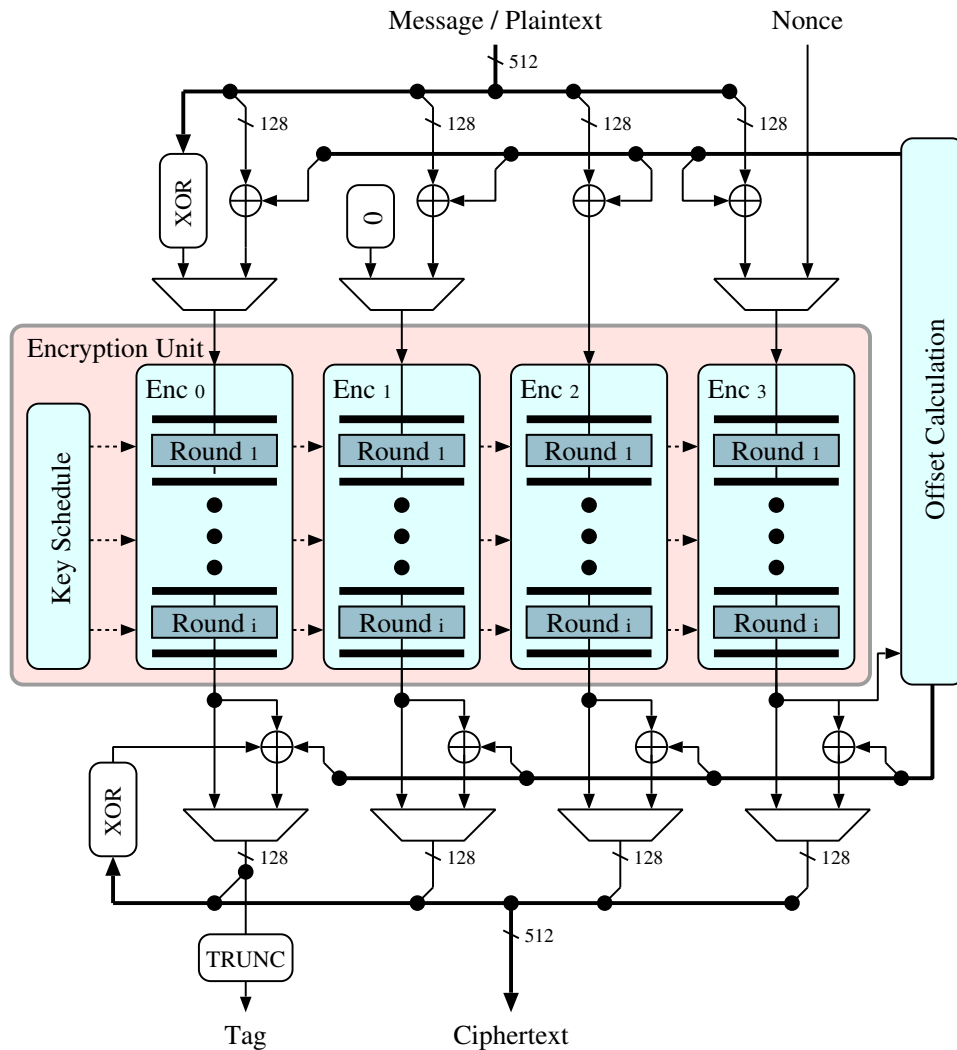 Message / Plaintext
Nonce
512
128
128
128
128
XOR
0
Encryption Unit
Enc 0
Enc 1
Enc 2
Enc 3
Key Schedule
Round 1
Round 1
Round 1
Round 1
Offset Calculation
Round i
Round i
Round i
Round i
XOR
128
128
128
128
512
TRUNC
Tag
Ciphertext